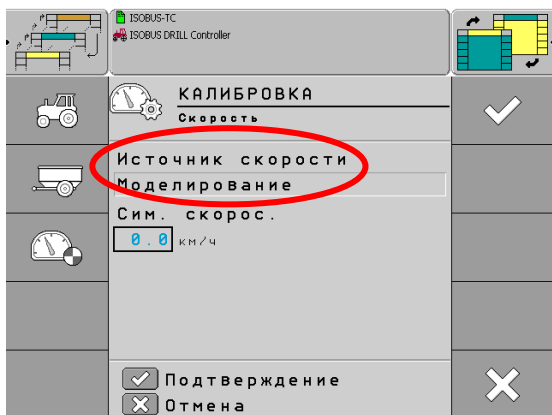 ISOBUS-TC
ISOBUS DRILL Controller
КАЛИБРОВКА
Скорость
Источник скорости
Моделирование
Сим. скорос.
0.0 км/ч
Подтверждение
Отмена